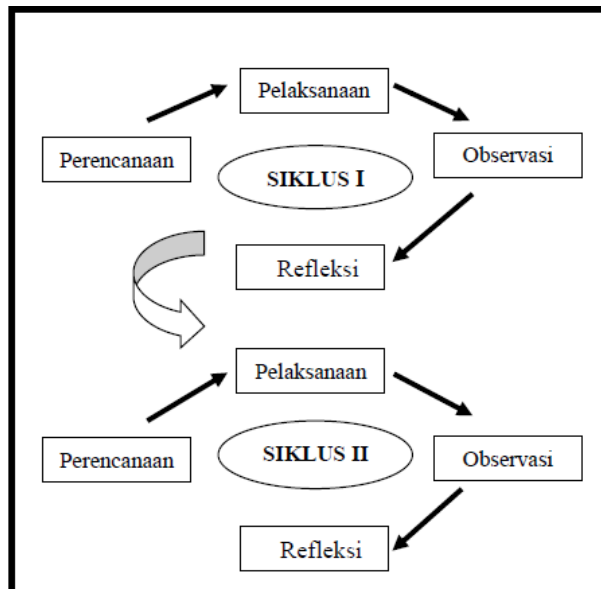 Pelaksanaan
Perencanaan
Observasi
SIKLUS I
Refleksi
Pelaksanaan
Perencanaan
Observasi
SIKLUS II
Refleksi